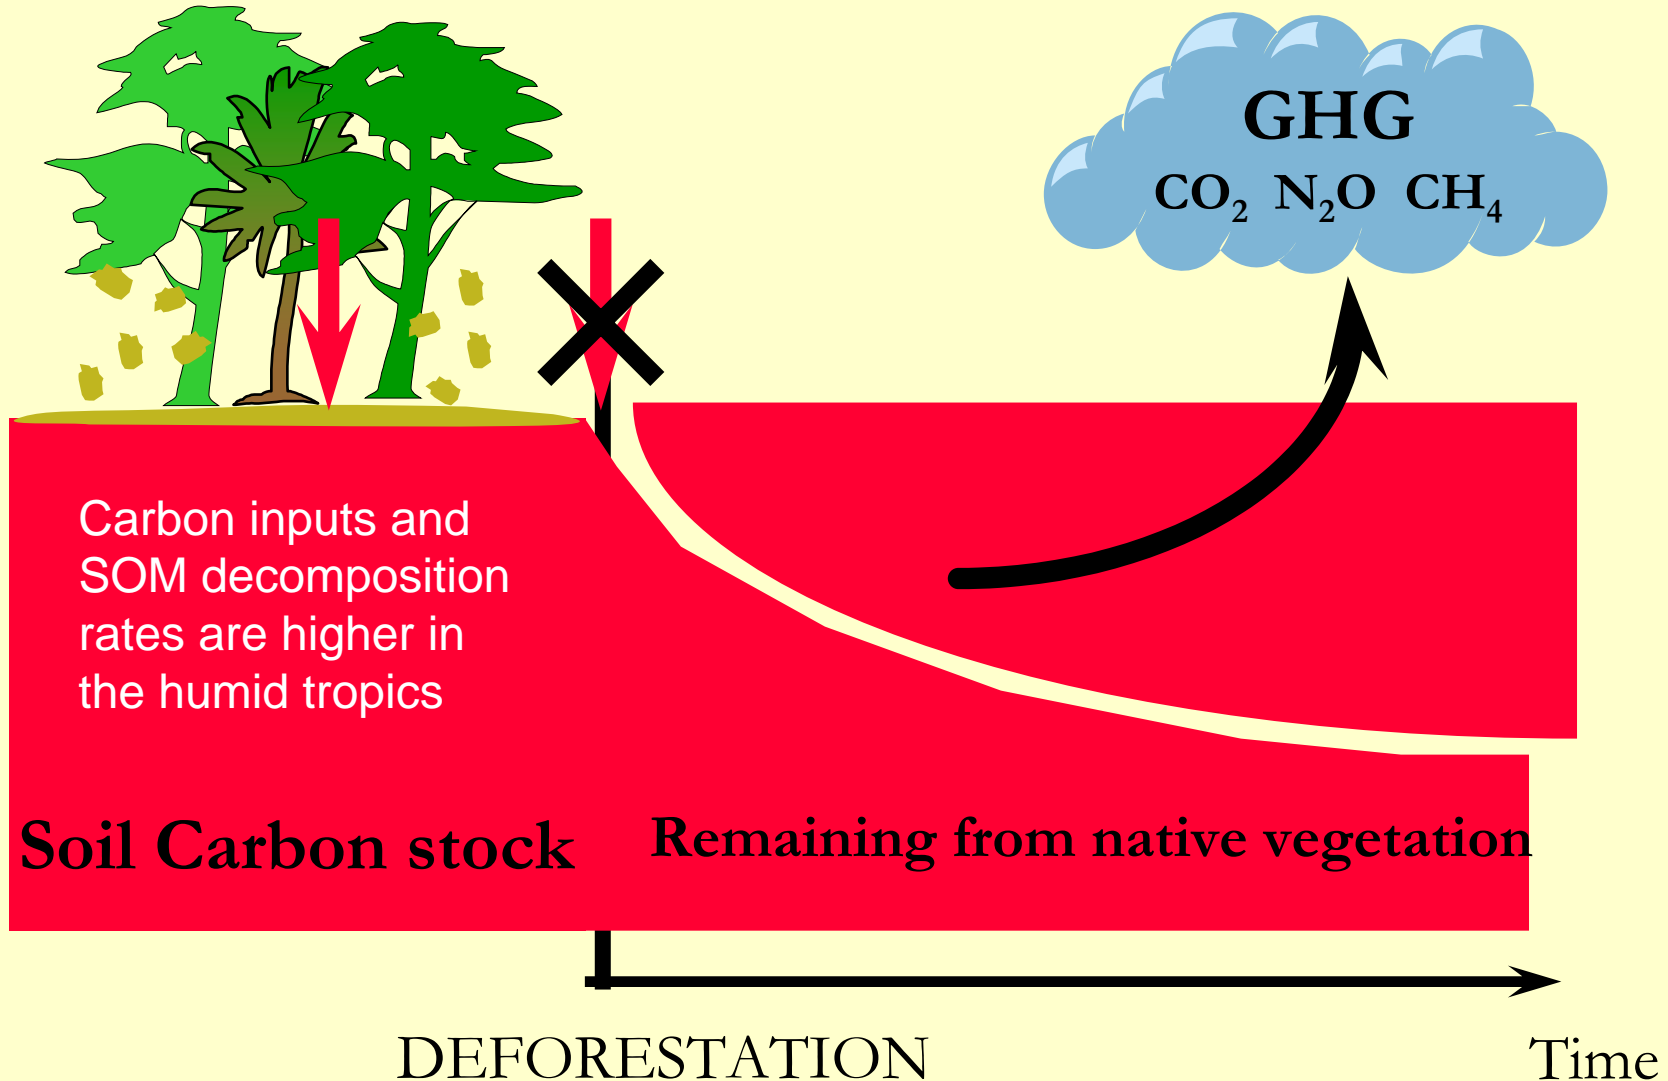 GHG
CO₂ N₂O CH₄
Carbon inputs and
SOM decomposition
rates are higher in
the humid tropics
Soil Carbon stock
Remaining from native vegetation
DEFORESTATION
Time